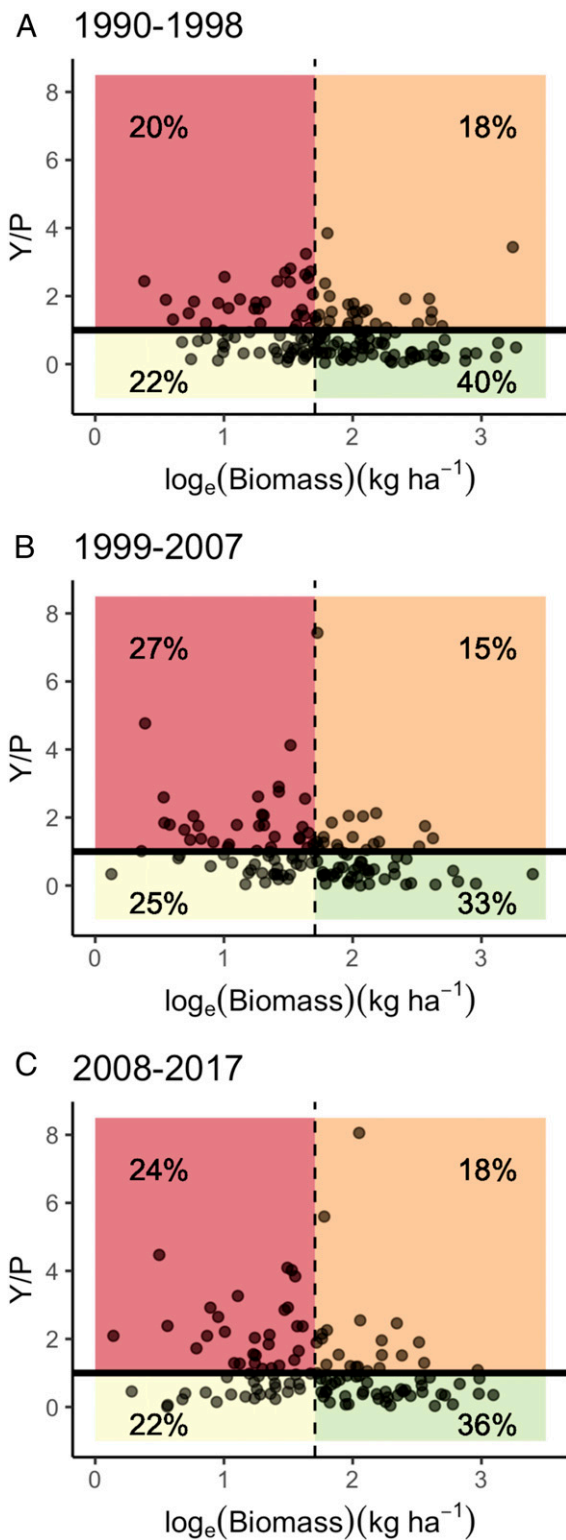 A 1990-1998
8
20% 18%
6
Y/P
4
2
0
22% 40%
0 1 2 3
logₑ(Biomass)(kg ha⁻¹)
B 1999-2007
8
27% 15%
6
Y/P
4
2
0
25% 33%
0 1 2 3
logₑ(Biomass)(kg ha⁻¹)
C 2008-2017
8
24% 18%
6
Y/P
4
2
0
22% 36%
0 1 2 3
logₑ(Biomass)(kg ha⁻¹)